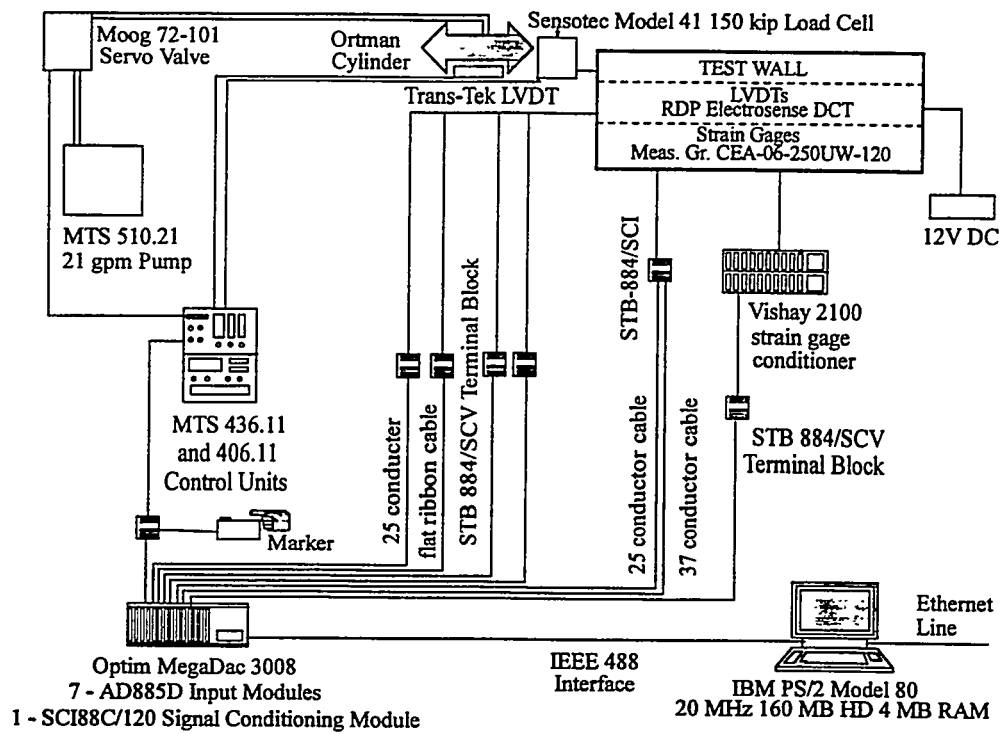 Sensotec Model 41 150 kip Load Cell
Moog 72-101
Servo Valve
Ortman
Cylinder
Trans-Tek LVDT
TEST WALL
LVDTs
RDP Electrosense DCT
Strain Gages
Meas. Gr. CEA-06-250UW-120
12V DC
MTS 510.21
21 gpm Pump
MTS 436.11
and 406.11
Control Units
Marker
25 conducter
flat ribbon cable
STB 884/SCV Terminal Block
STB-884/SCI
25 conductor cable
37 conductor cable
Vishay 2100
strain gage
conditioner
STB 884/SCV
Terminal Block
Optim MegaDac 3008
7 - AD885D Input Modules
1 - SCI88C/120 Signal Conditioning Module
IEEE 488
Interface
Ethernet
Line
IBM PS/2 Model 80
20 MHz 160 MB HD 4 MB RAM